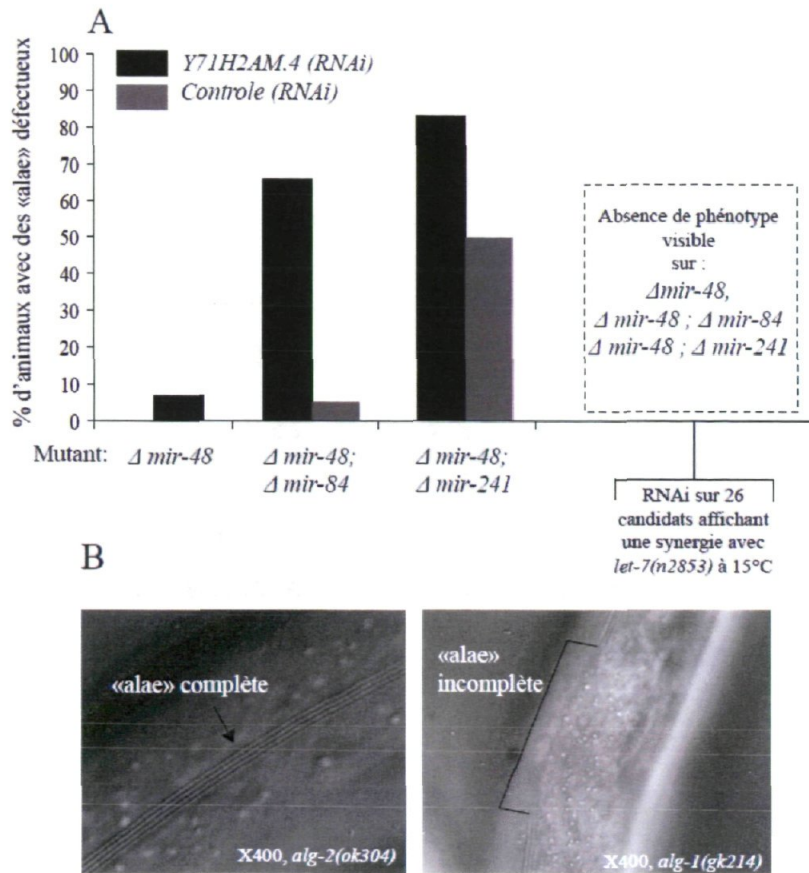 A
% d'animaux avec des «alae» défectueux
100
90
80
70
60
50
40
30
20
10
0
Y71H2AM.4 (RNAi)
Controle (RNAi)
Mutant:
Δ mir-48
Δ mir-48;
Δ mir-84
Δ mir-48;
Δ mir-241
Absence de phénotype
visible
sur :
Δmir-48,
Δ mir-48 ; Δ mir-84
Δ mir-48 ; Δ mir-241
RNAi sur 26
candidats affichant
une synergie avec
let-7(n2853) à 15°C
B
«alae» complète
X400, alg-2(ok304)
«alae»
incomplète
X400, alg-1(gk214)